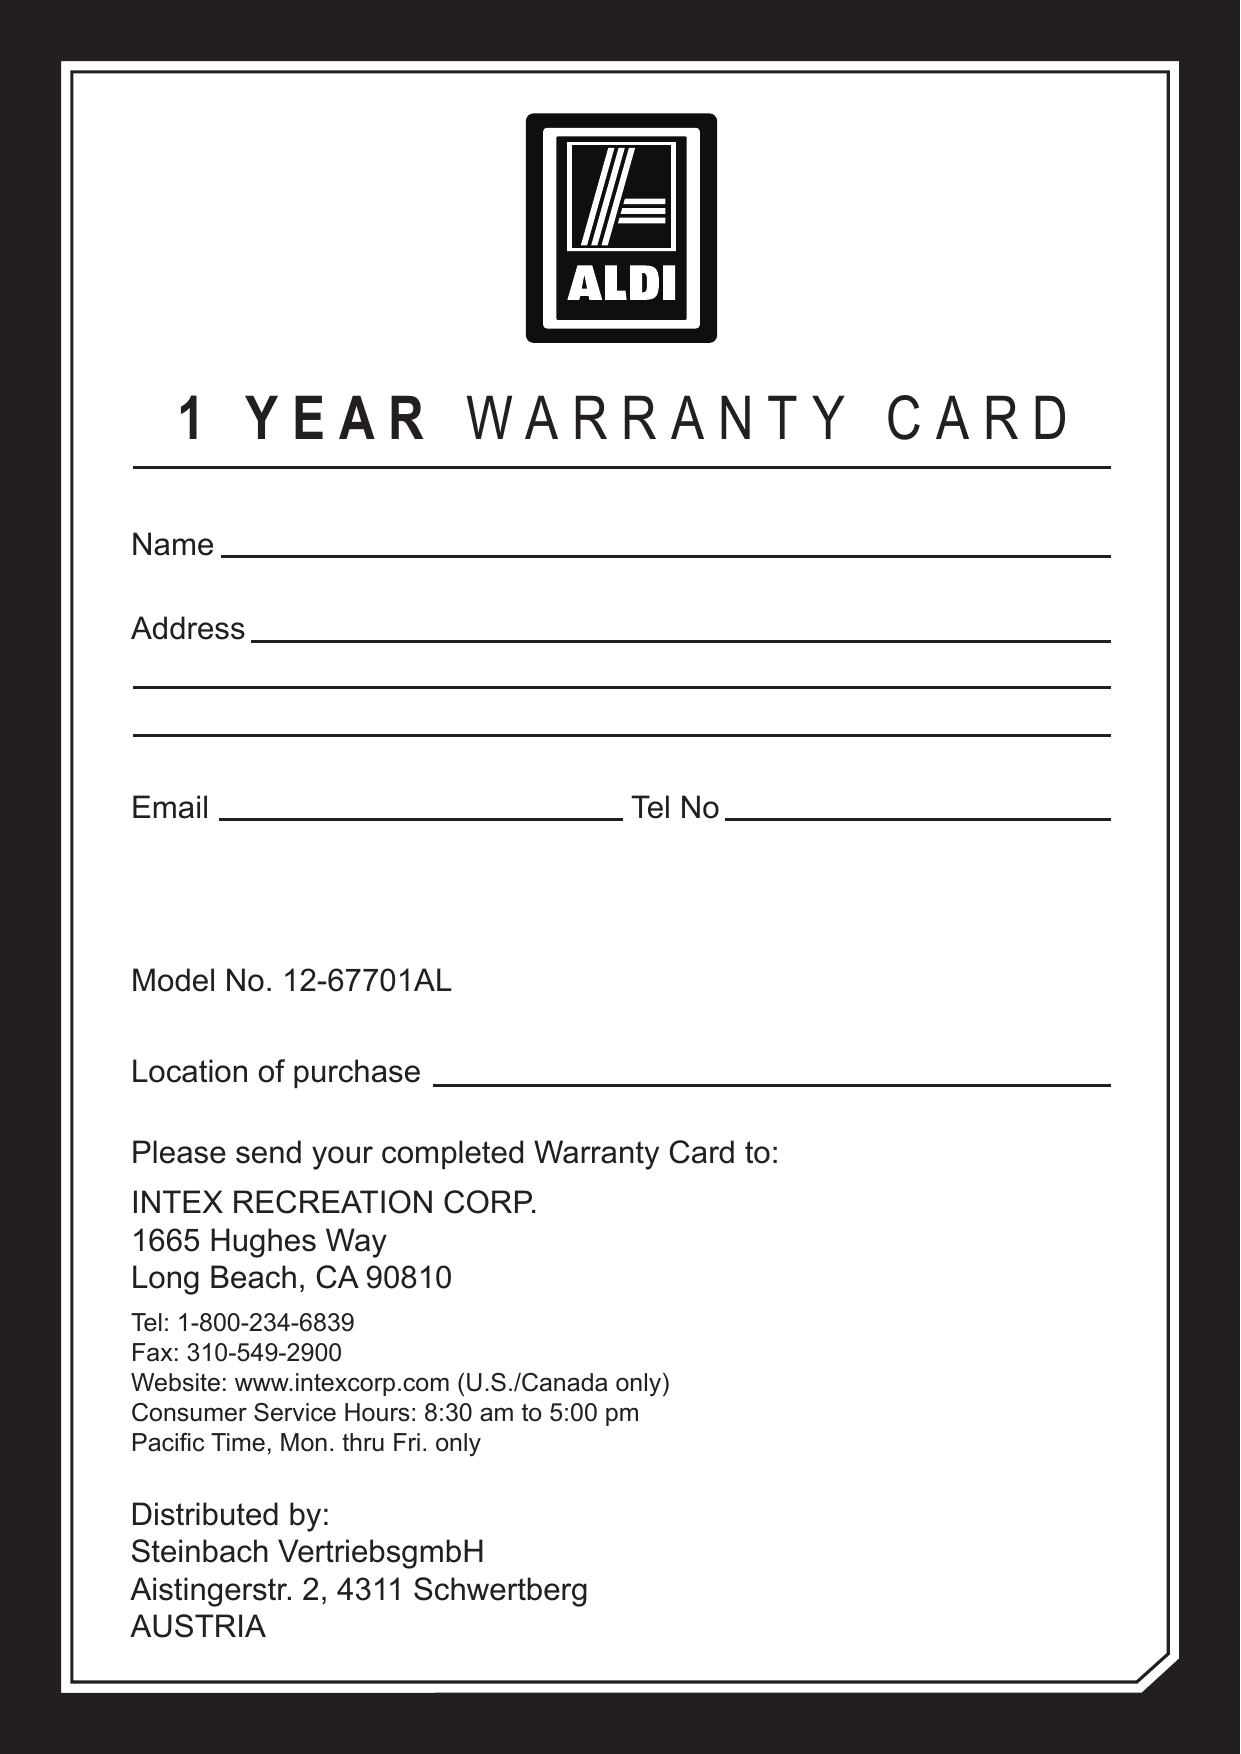 ALDI
1 YEAR WARRANTY CARD
Name
Address
Email Tel No
Model No. 12-67701AL
Location of purchase
Please send your completed Warranty Card to:
INTEX RECREATION CORP.
1665 Hughes Way
Long Beach, CA 90810
Tel: 1-800-234-6839
Fax: 310-549-2900
Website: www.intexcorp.com (U.S./Canada only)
Consumer Service Hours: 8:30 am to 5:00 pm
Pacific Time, Mon. thru Fri. only
Distributed by:
Steinbach VertriebsgmbH
Aistingerstr. 2, 4311 Schwertberg
AUSTRIA